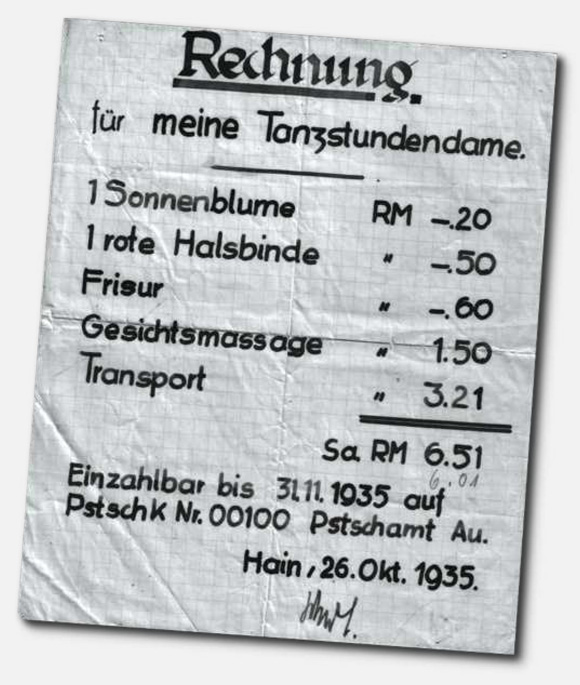 Rechnung.
für meine Tanzstundendame.
1 Sonnenblume RM -.20
1 rote Halsbinde " -.50
Frisur " -.60
Gesichtsmassage " 1.50
Transport " 3.21
Sa. RM 6.51
6.01
Einzahlbar bis 31.11. 1935 auf
PstschK Nr. 00100 Pstschamt Au.
Hain, 26. Okt. 1935.